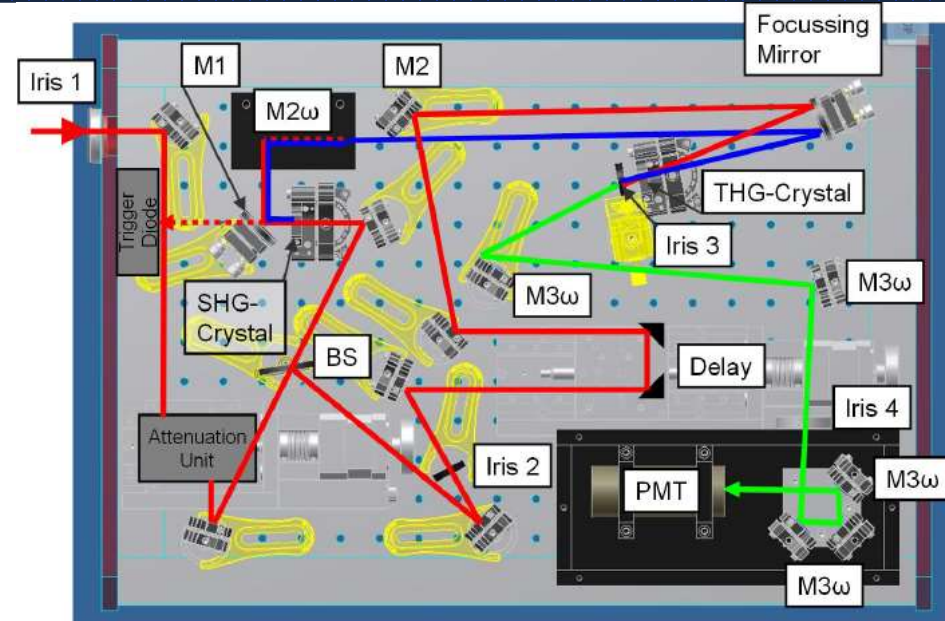 Focussing
Mirror
Iris 1
M1
M2
M2ω
THG-Crystal
Trigger
Diode
Iris 3
SHG-
Crystal
M3ω
M3ω
BS
Delay
Iris 4
Attenuation
Unit
Iris 2
PMT
M3ω
M3ω